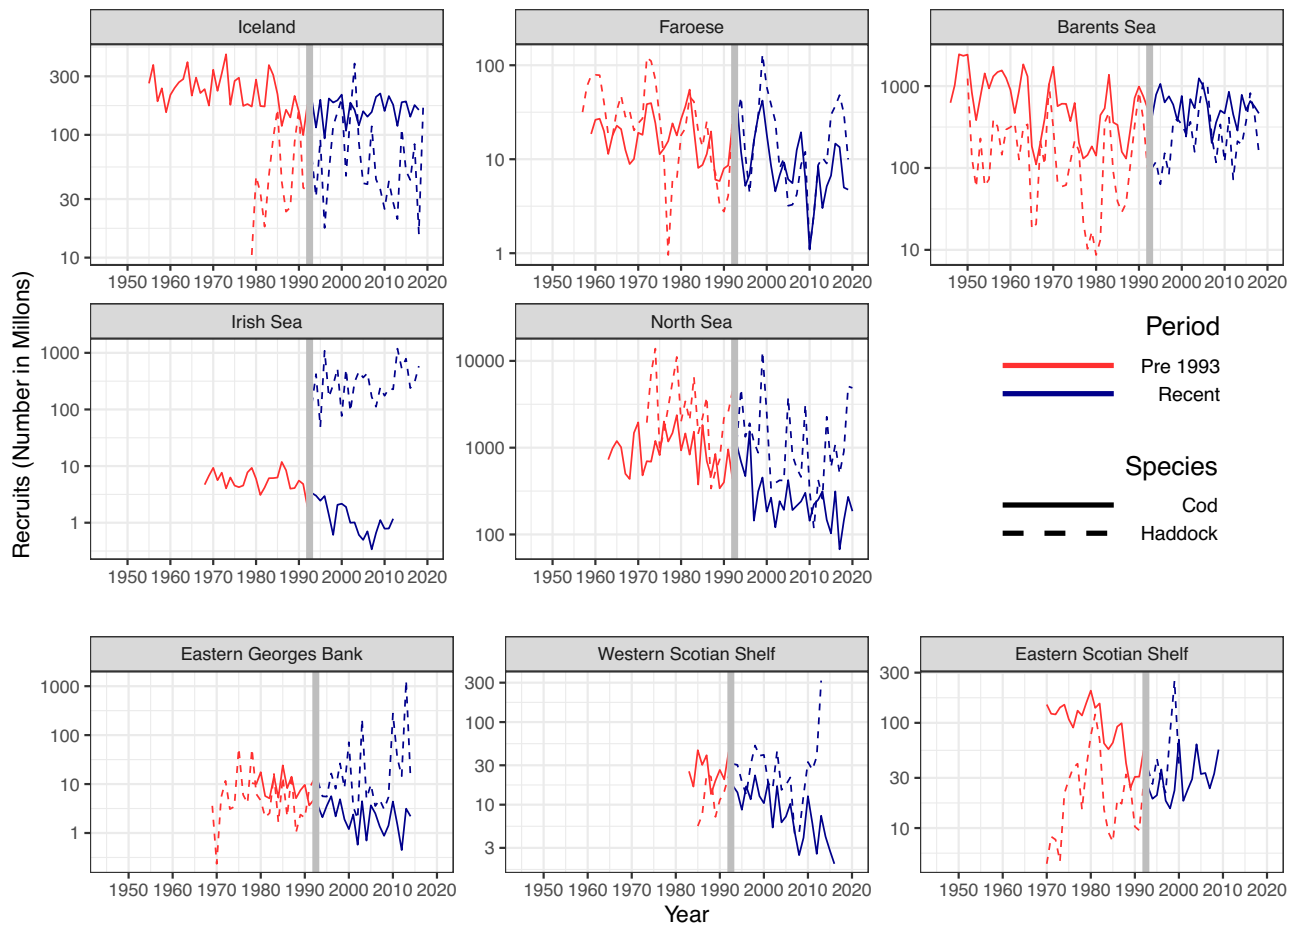 Iceland
Faroese
Barents Sea
300
100
30
10
100
10
1
1000
100
10
1950 1960 1970 1980 1990 2000 2010 2020
1950 1960 1970 1980 1990 2000 2010 2020
1950 1960 1970 1980 1990 2000 2010 2020
Recruits (Number in Millons)
Irish Sea
North Sea
1000
100
10
1
10000
1000
100
1950 1960 1970 1980 1990 2000 2010 2020
1950 1960 1970 1980 1990 2000 2010 2020
Period
Pre 1993
Recent
Species
Cod
Haddock
Eastern Georges Bank
Western Scotian Shelf
Eastern Scotian Shelf
1000
100
10
1
300
100
30
10
3
300
100
30
10
1950 1960 1970 1980 1990 2000 2010 2020
1950 1960 1970 1980 1990 2000 2010 2020
1950 1960 1970 1980 1990 2000 2010 2020
Year